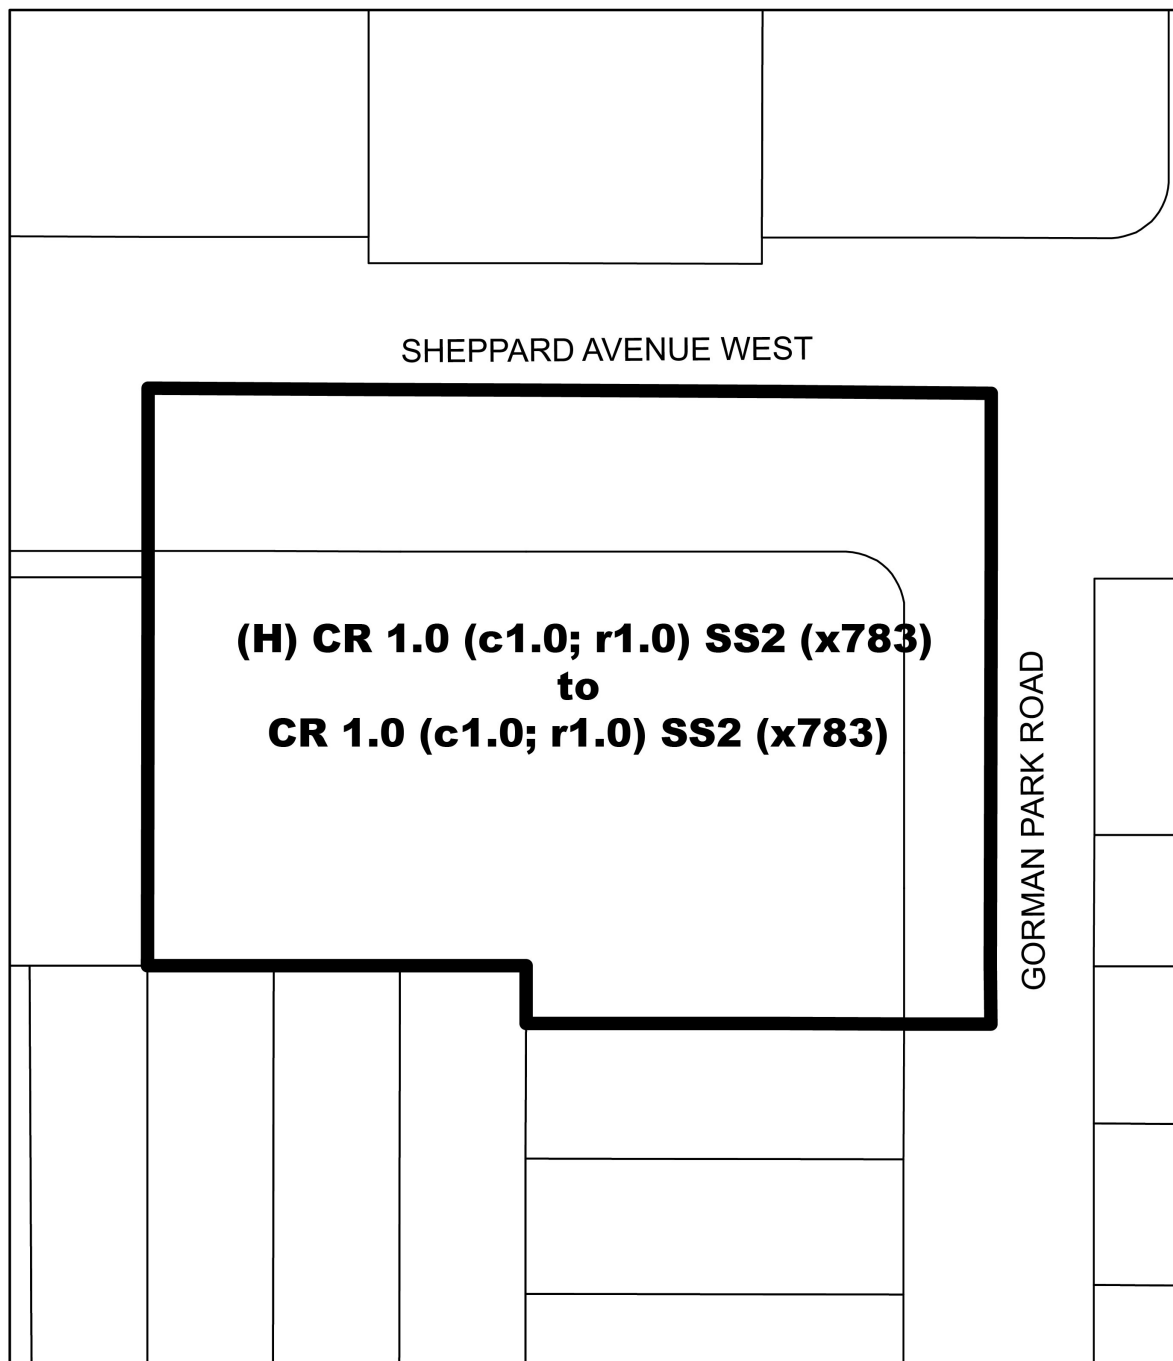 SHEPPARD AVENUE WEST
(H) CR 1.0 (c1.0; r1.0) SS2 (x783)
to
CR 1.0 (c1.0; r1.0) SS2 (x783)
GORMAN PARK ROAD